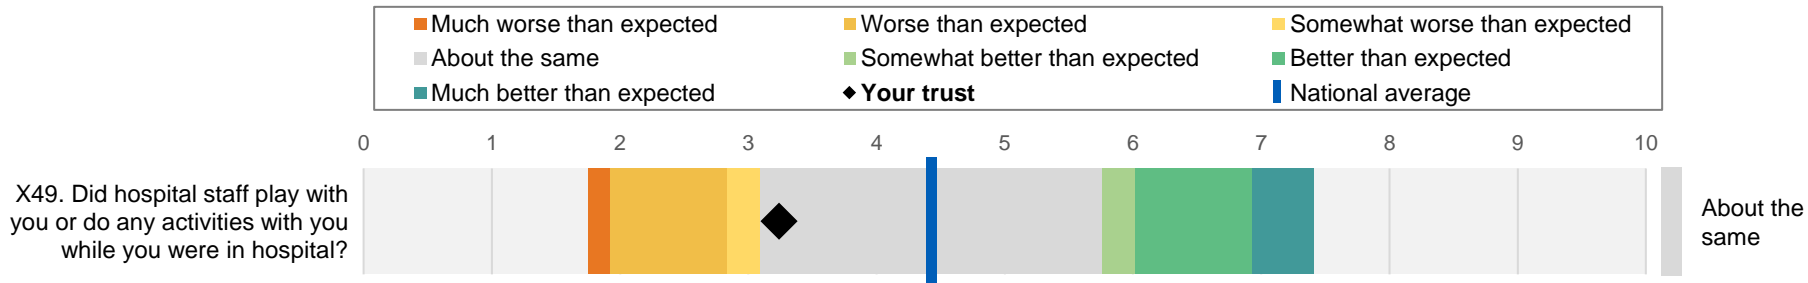 Much worse than expected
Worse than expected
Somewhat worse than expected
About the same
Somewhat better than expected
Better than expected
Much better than expected
Your trust
National average
0 1 2 3 4 5 6 7 8 9 10
X49. Did hospital staff play with
you or do any activities with you
while you were in hospital?
About the
same